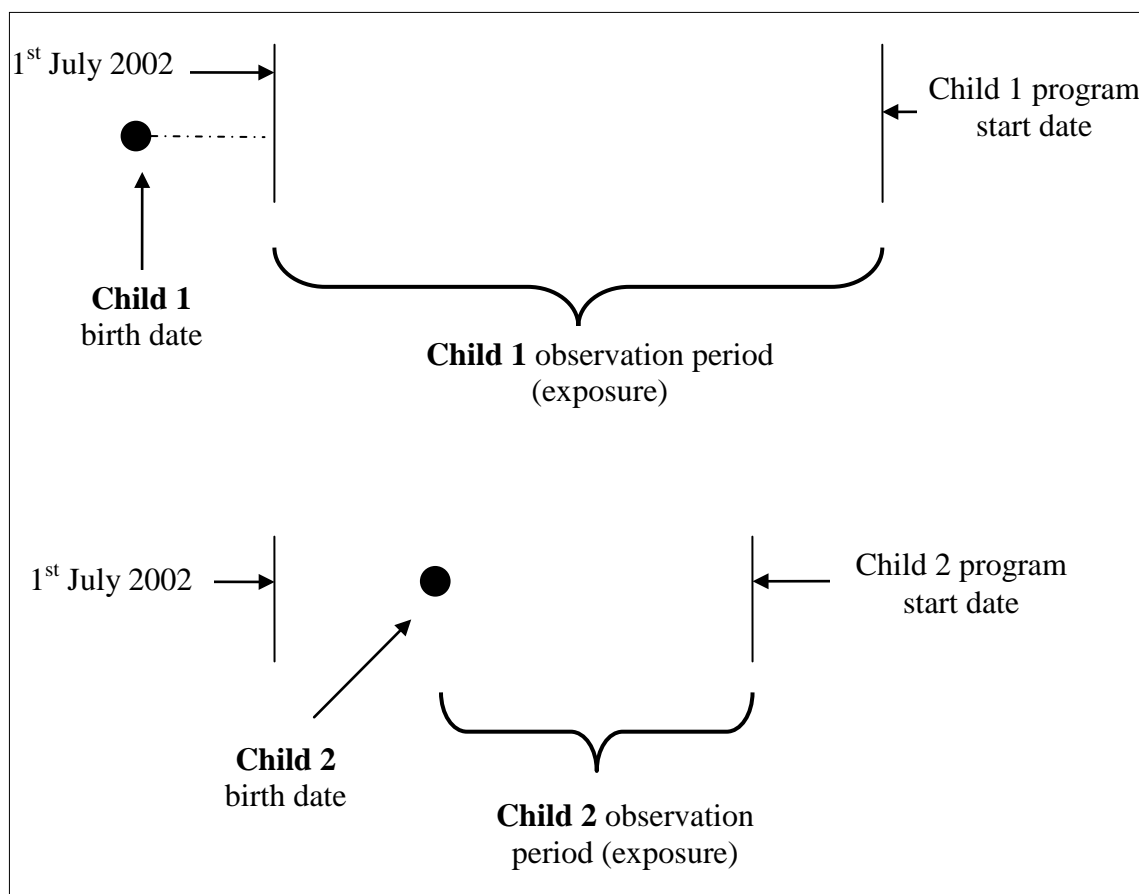 1st July 2002
Child 1 program
start date
Child 1
birth date
Child 1 observation period
(exposure)
1st July 2002
Child 2 program
start date
Child 2
birth date
Child 2 observation
period (exposure)